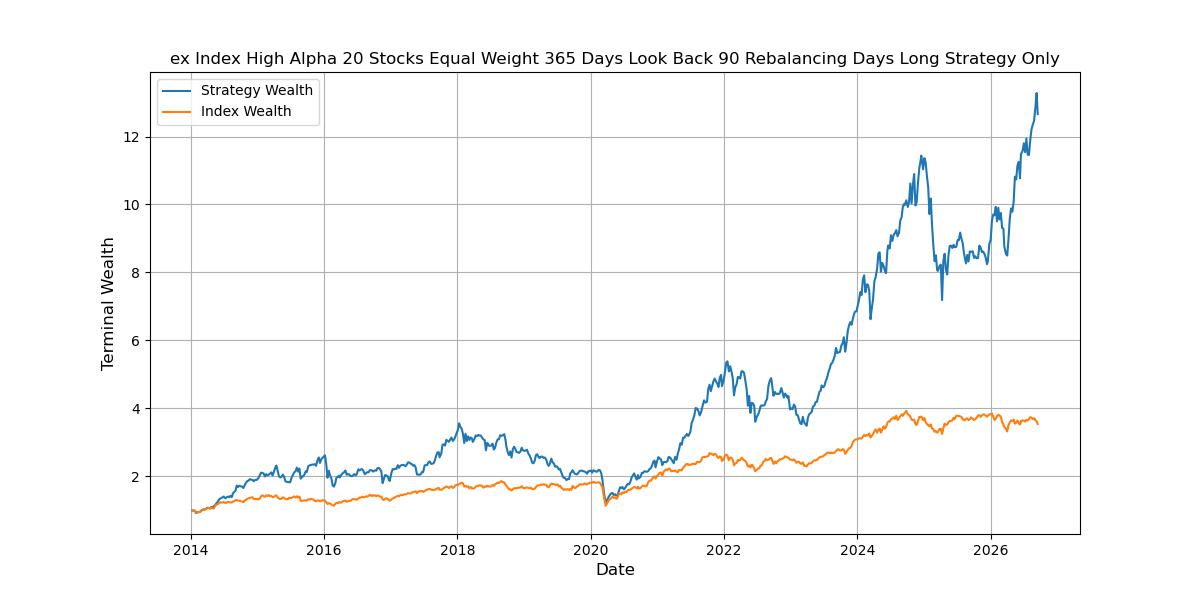 ex Index High Alpha 20 Stocks Equal Weight 365 Days Look Back 90 Rebalancing Days Long Strategy Only
Strategy Wealth
Index Wealth
Terminal Wealth
12
10
8
6
4
2
2014 2016 2018 2020 2022 2024 2026
Date